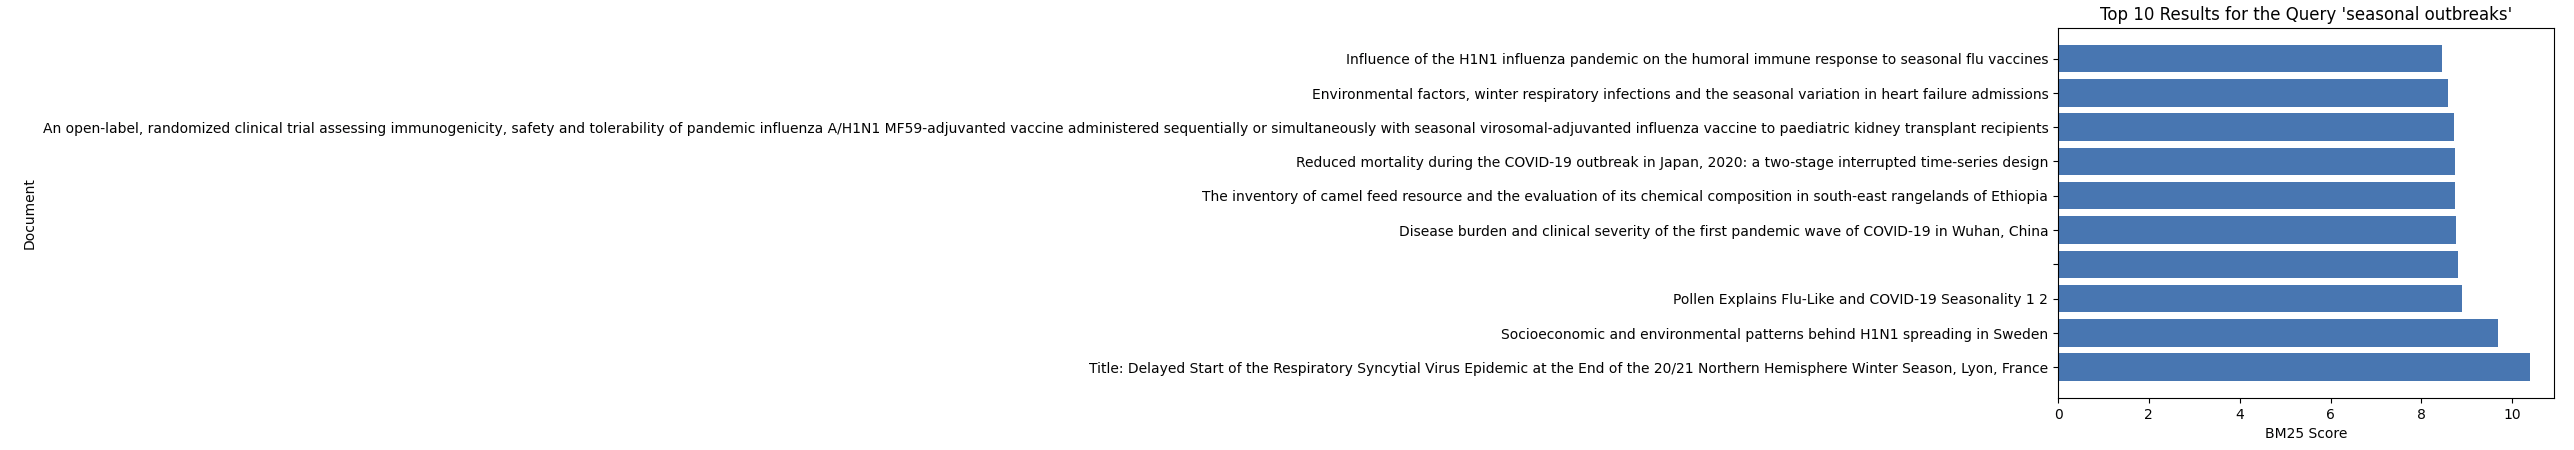 Top 10 Results for the Query 'seasonal outbreaks'
Influence of the H1N1 influenza pandemic on the humoral immune response to seasonal flu vaccines
Environmental factors, winter respiratory infections and the seasonal variation in heart failure admissions
An open-label, randomized clinical trial assessing immunogenicity, safety and tolerability of pandemic influenza A/H1N1 MF59-adjuvanted vaccine administered sequentially or simultaneously with seasonal virosomal-adjuvanted influenza vaccine to paediatric kidney transplant recipients
Reduced mortality during the COVID-19 outbreak in Japan, 2020: a two-stage interrupted time-series design
The inventory of camel feed resource and the evaluation of its chemical composition in south-east rangelands of Ethiopia
Document
Disease burden and clinical severity of the first pandemic wave of COVID-19 in Wuhan, China
Pollen Explains Flu-Like and COVID-19 Seasonality 1 2
Socioeconomic and environmental patterns behind H1N1 spreading in Sweden
Title: Delayed Start of the Respiratory Syncytial Virus Epidemic at the End of the 20/21 Northern Hemisphere Winter Season, Lyon, France
0 2 4 6 8 10
BM25 Score